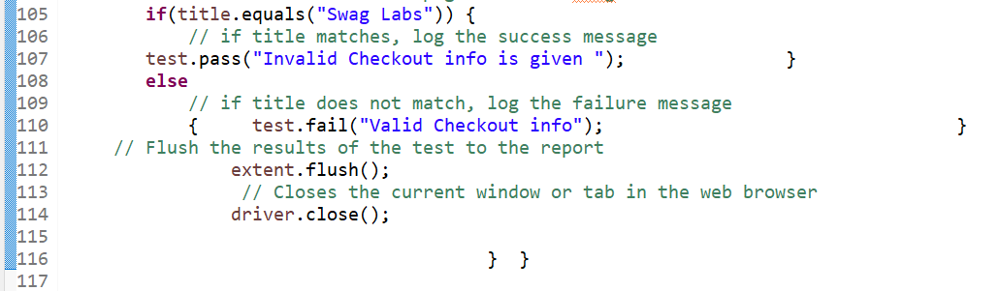 105 if(title.equals("Swag Labs")) {
106 // if title matches, log the success message
107 test.pass("Invalid Checkout info is given "); }
108 else
109 // if title does not match, log the failure message
110 { test.fail("Valid Checkout info"); }
111 // Flush the results of the test to the report
112 extent.flush();
113 // Closes the current window or tab in the web browser
114 driver.close();
115
116 } }
117